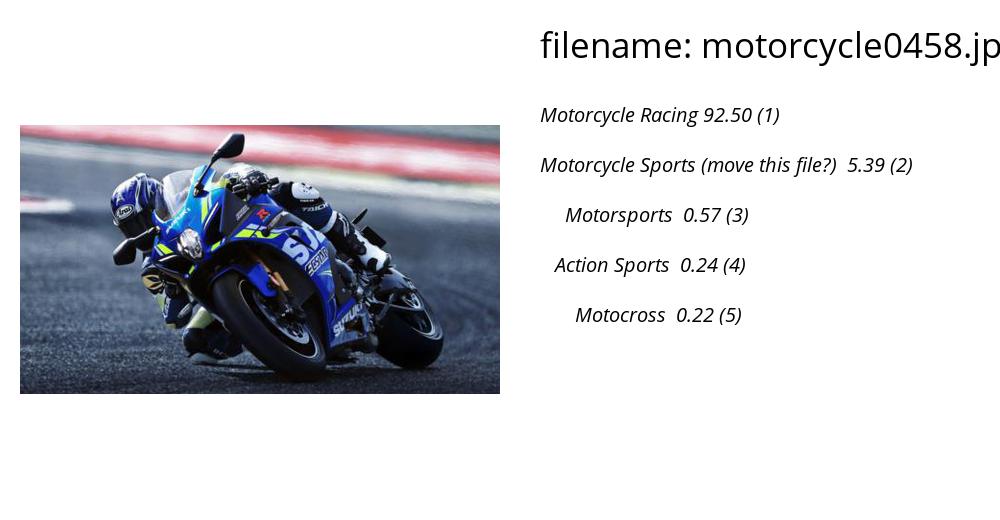 filename: motorcycle0458.jp
Motorcycle Racing 92.50 (1)
Motorcycle Sports (move this file?) 5.39 (2)
Motorsports 0.57 (3)
Action Sports 0.24 (4)
Motocross 0.22 (5)
Arai
SUZUKI